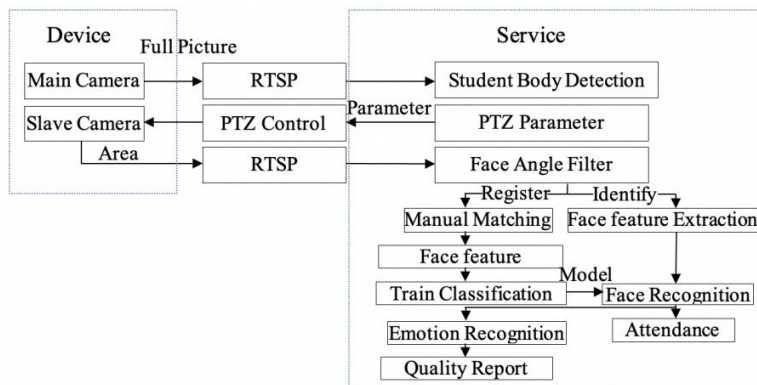 Device
Service
Full Picture
Main Camera
RTSP
Student Body Detection
Parameter
Slave Camera
PTZ Control
PTZ Parameter
Area
RTSP
Face Angle Filter
Register
Identify
Manual Matching
Face feature Extraction
Face feature
Model
Train Classification
Face Recognition
Emotion Recognition
Attendance
Quality Report